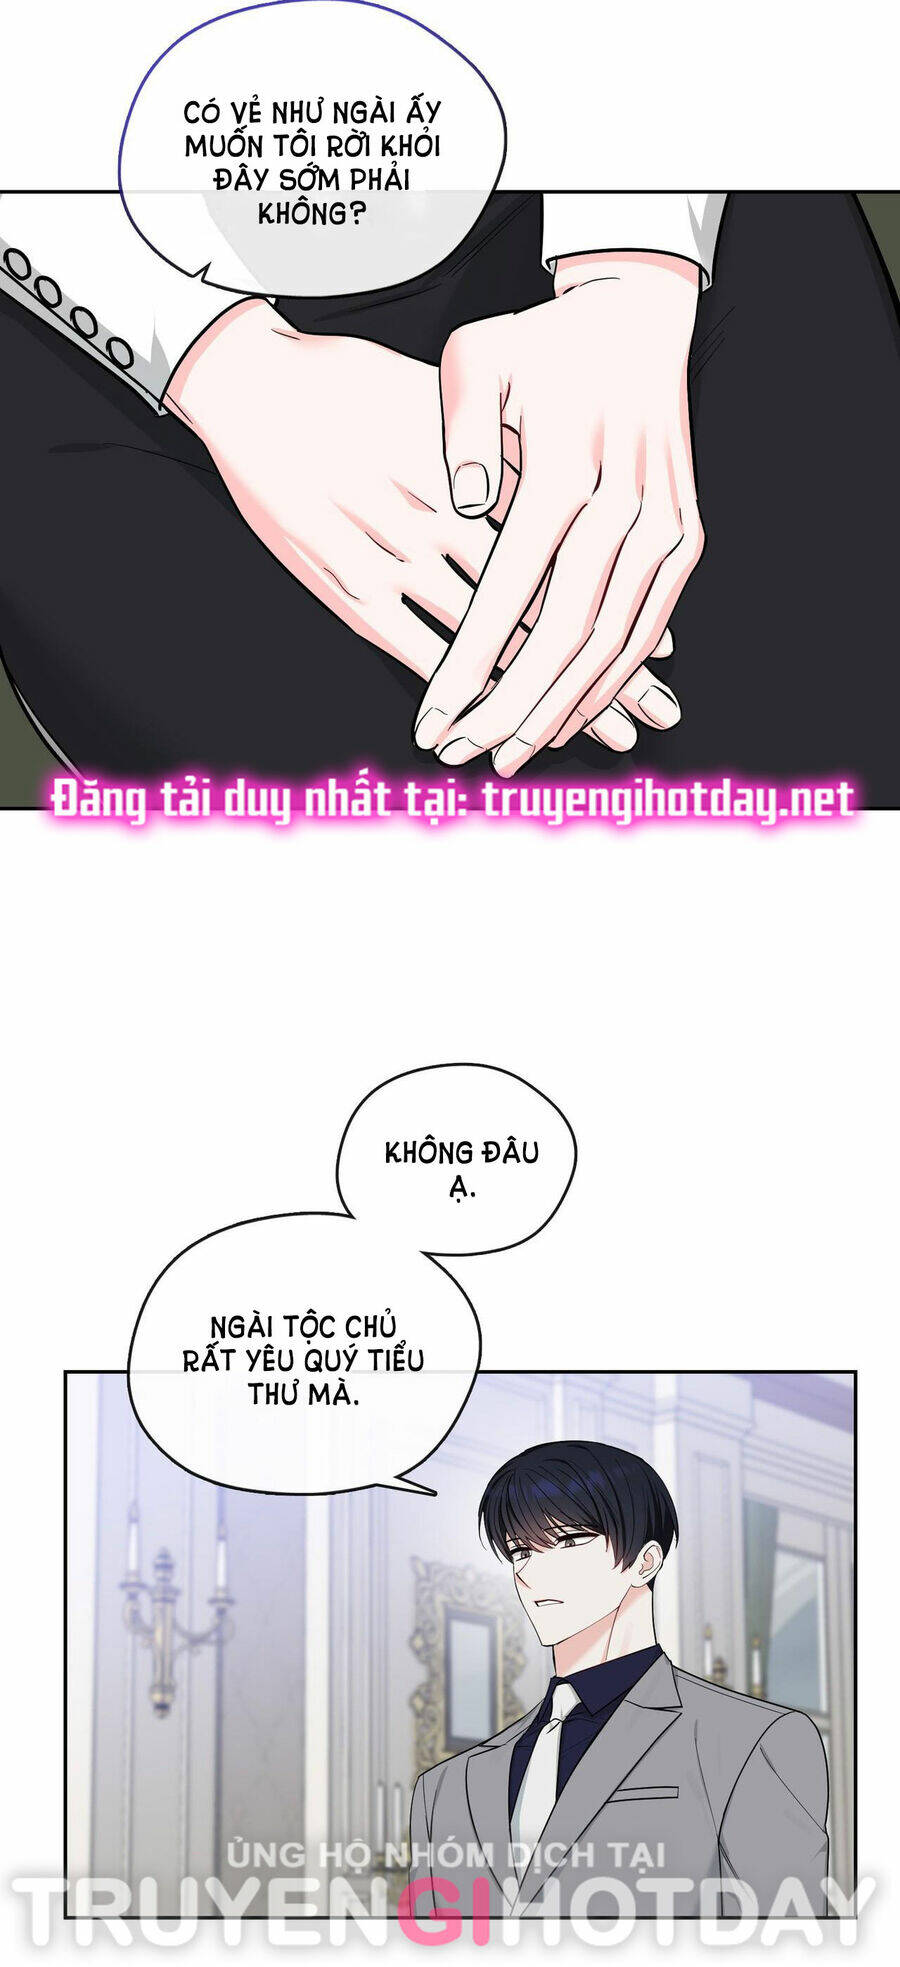 CÓ VẺ NHƯ NGÀI ẤY
MUỐN TÔI RỜI KHỎI
ĐÂY SỚM PHẢI
KHÔNG?
Đăng tải duy nhất tại: truyengihotday.net
KHÔNG ĐÂU
Ạ.
NGÀI TỘC CHỦ
RẤT YÊU QUÝ TIỂU
THƯ MÀ.
ỦNG HỘ NHÓM DỊCH TẠI
TRUYENGIHOTDAY